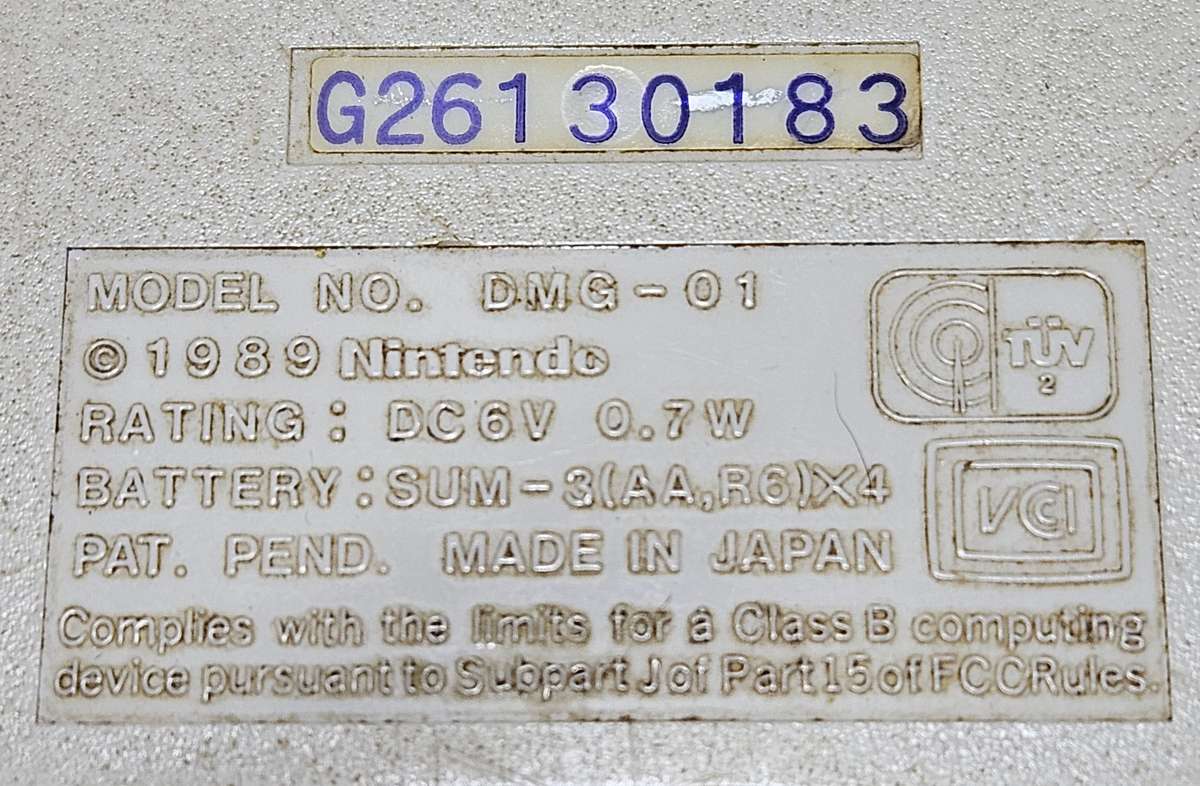 G26130183
MODEL NO. DMG-01
©1989 Nintendo
RATING: DC6V 0.7W
BATTERY: SUM-3(AA,R6)×4
PAT. PEND. MADE IN JAPAN
Complies with the limits for a Class B computing
device pursuant to Subpart J of Part 15 of FCC Rules.
TÜV
2
VCCI